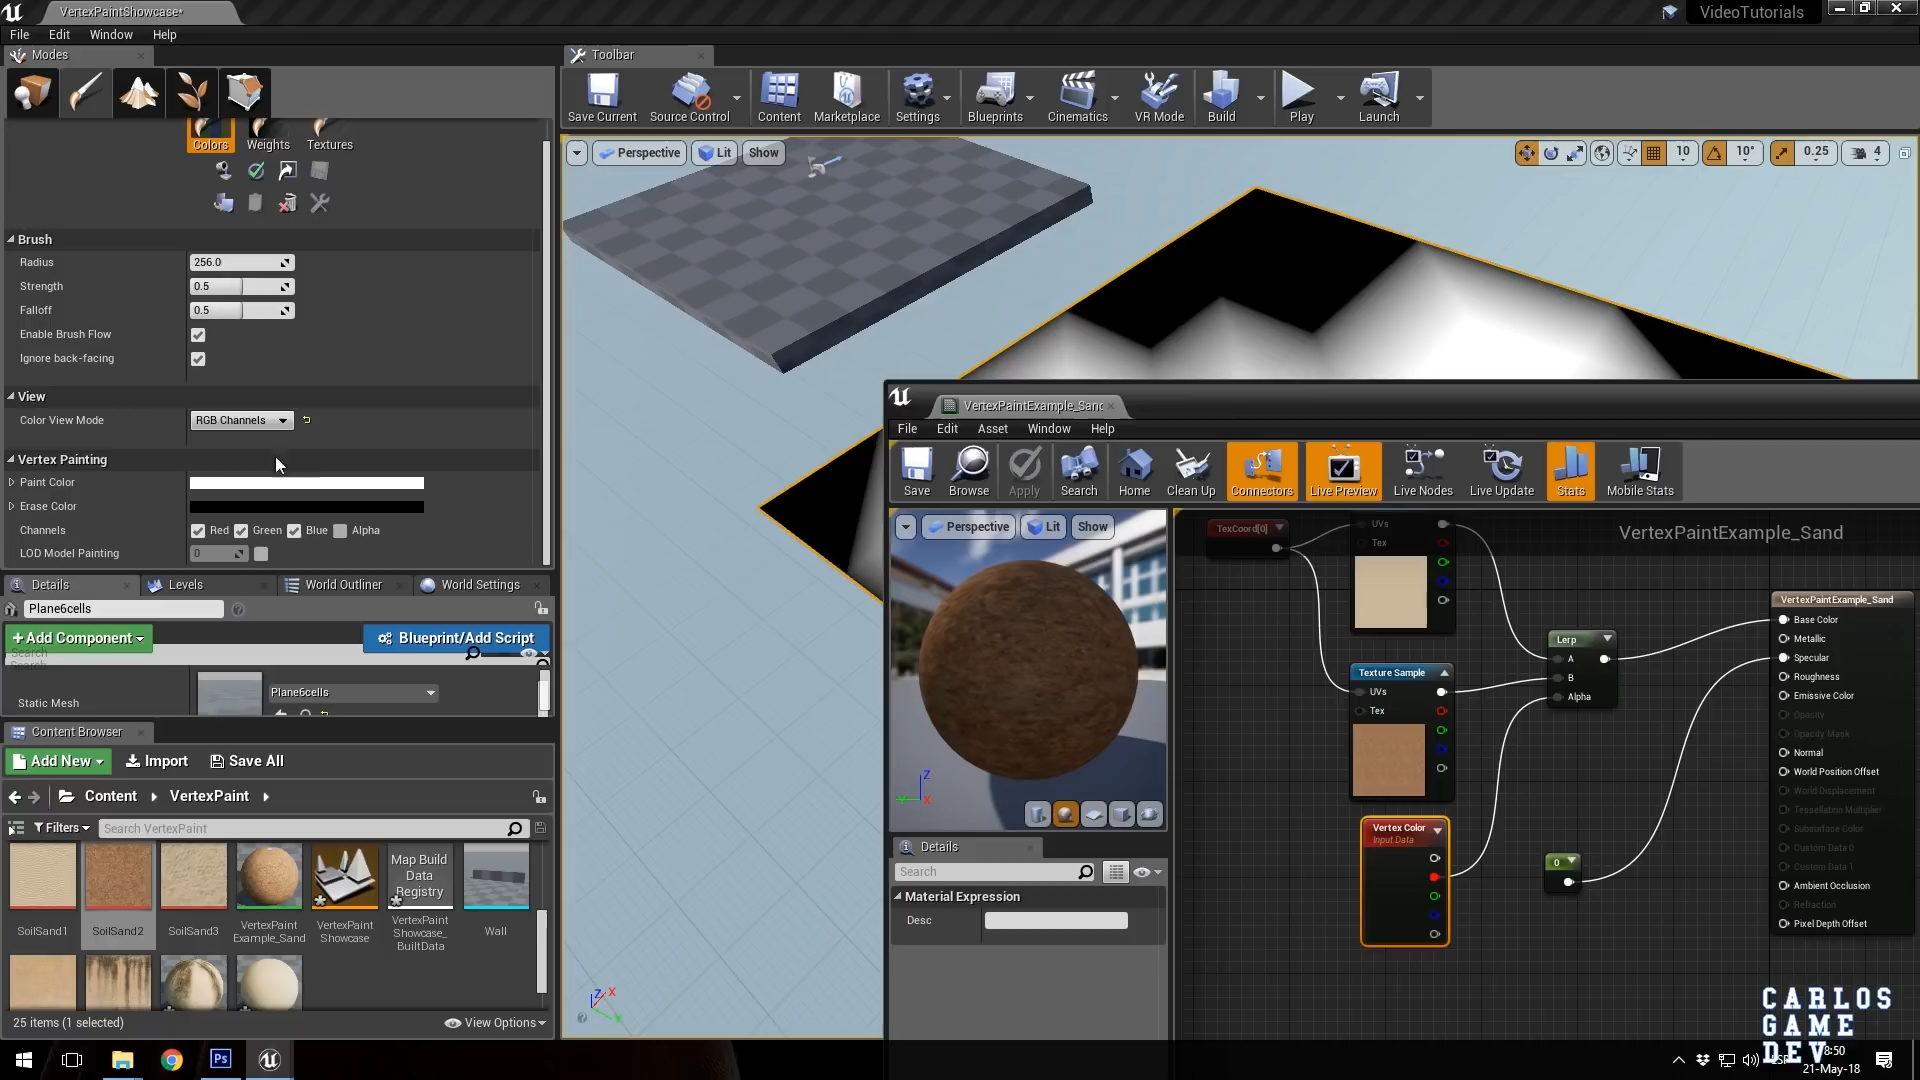 VertexPaintShowcase*
VideoTutorials
File Edit Window Help
Modes
Toolbar
Save Current Source Control Content Marketplace Settings Blueprints Cinematics VR Mode Build Play Launch
Colors Weights Textures
Perspective Lit Show
10 10° 0.25 4
Brush
Radius 256.0
Strength 0.5
Falloff 0.5
Enable Brush Flow
Ignore back-facing
View
Color View Mode RGB Channels
Vertex Painting
Paint Color
Erase Color
Channels Red Green Blue Alpha
LOD Model Painting 0
Details Levels World Outliner World Settings
Plane6cells
+Add Component Blueprint/Add Script
Search
Search
Static Mesh Plane6cells
Content Browser
Add New Import Save All
Content VertexPaint
Filters Search VertexPaint
Map Build
Data
Registry
SoilSand1
SoilSand2
SoilSand3
VertexPaint
Example_Sand
VertexPaint
Showcase
VertexPaint
Showcase_
BuiltData
Wall
25 items (1 selected) View Options
Z X Y
VertexPaintExample_Sand
File Edit Asset Window Help
Save Browse Apply Search Home Clean Up Connectors Live Preview Live Nodes Live Update Stats Mobile Stats
Perspective Lit Show
Z
Y X
Details
Search
Material Expression
Desc
VertexPaintExample_Sand
TexCoord[0]
UVs
Tex
Texture Sample
UVs
Tex
Vertex Color
Input Data
Lerp
A
B
Alpha
0
VertexPaintExample_Sand
Base Color
Metallic
Specular
Roughness
Emissive Color
Opacity
Opacity Mask
Normal
World Position Offset
World Displacement
Tessellation Multiplier
Subsurface Color
Custom Data 0
Custom Data 1
Ambient Occlusion
Refraction
Pixel Depth Offset
CARLOS
GAME
DEV
Ps
8:50
21-May-18